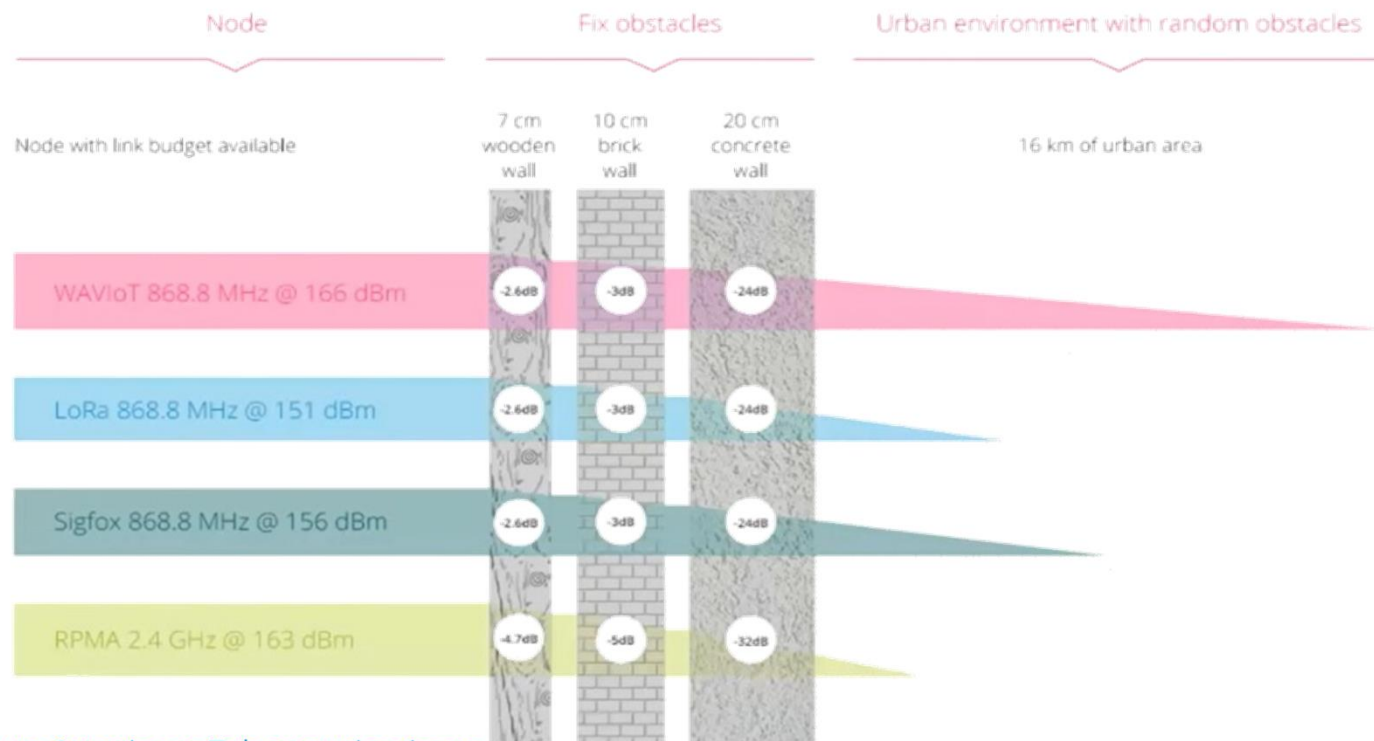 Node
Fix obstacles
Urban environment with random obstacles
Node with link budget available
7 cm
wooden
wall
10 cm
brick
wall
20 cm
concrete
wall
16 km of urban area
WAVIoT 868.8 MHz @ 166 dBm
-2.6dB
-3dB
-24dB
LoRa 868.8 MHz @ 151 dBm
-2.6dB
-3dB
-24dB
Sigfox 868.8 MHz @ 156 dBm
-2.6dB
-3dB
-24dB
RPMA 2.4 GHz @ 163 dBm
-4.7dB
-5dB
-32dB